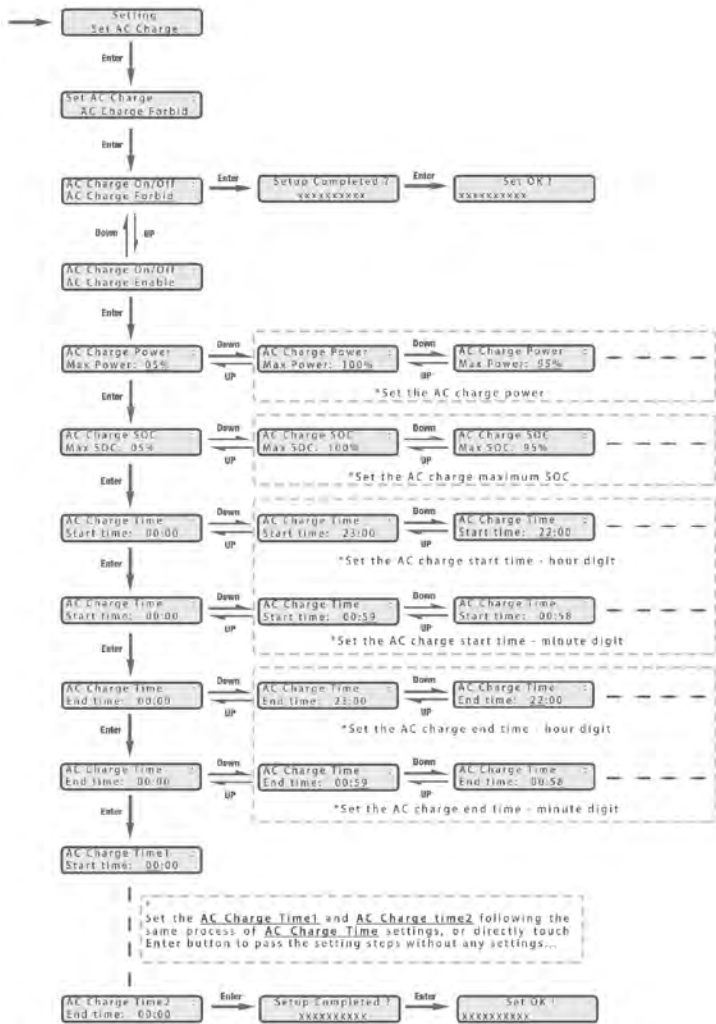 Setting
Set AC Charge
Enter
Set AC Charge :
AC Charge Forbid
Enter
AC Charge On/Off :
AC Charge Forbid
Enter
Setup Completed ?
xxxxxxxxxx
Enter
Set OK !
xxxxxxxxxx
Down
UP
AC Charge On/Off :
AC Charge Enable
Enter
AC Charge Power :
Max Power: 05%
Down
UP
AC Charge Power :
Max Power: 100%
Down
UP
AC Charge Power :
Max Power: 95%
*Set the AC charge power
Enter
AC Charge SOC :
Max SOC: 05%
Down
UP
AC Charge SOC :
Max SOC: 100%
Down
UP
AC Charge SOC :
Max SOC: 95%
*Set the AC charge maximum SOC
Enter
AC Charge Time :
Start time: 00:00
Down
UP
AC Charge Time :
Start time: 23:00
Down
UP
AC Charge Time :
Start time: 22:00
*Set the AC charge start time - hour digit
Enter
AC Charge Time :
Start time: 00:00
Down
UP
AC Charge Time :
Start time: 00:59
Down
UP
AC Charge Time :
Start time: 00:58
*Set the AC charge start time - minute digit
Enter
AC Charge Time :
End time: 00:00
Down
UP
AC Charge Time :
End time: 23:00
Down
UP
AC Charge Time :
End time: 22:00
*Set the AC charge end time - hour digit
Enter
AC Charge Time :
End time: 00:00
Down
UP
AC Charge Time :
End time: 00:59
Down
UP
AC Charge Time :
End time: 00:58
*Set the AC charge end time - minute digit
Enter
AC Charge Time1 :
Start time: 00:00
*
Set the AC Charge Time1 and AC Charge time2 following the
same process of AC Charge Time settings, or directly touch
Enter button to pass the setting steps without any settings...
AC Charge Time2 :
End time: 00:00
Enter
Setup Completed ?
xxxxxxxxxx
Enter
Set OK !
xxxxxxxxxx